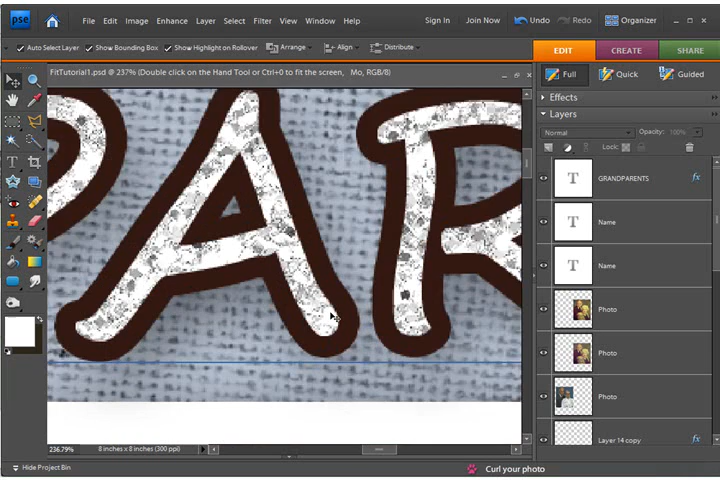 pse File Edit Image Enhance Layer Select Filter View Window Help Sign In Join Now Undo Redo Organizer
Auto Select Layer Show Bounding Box Show Highlight on Rollover Arrange Align Distribute EDIT CREATE SHARE
FitTutorial1.psd @ 237% (Double click on the Hand Tool or Ctrl+0 to fit the screen, Mo, RGB/8)
Full Quick Guided
Effects
Layers
Normal Opacity: 100%
Lock:
PAR
T GRANDPARENTS fx
T Name
T Name
Photo
Photo
Photo
Layer 14 copy fx
236.79% 8 inches x 8 inches (300 ppi)
Hide Project Bin Curl your photo